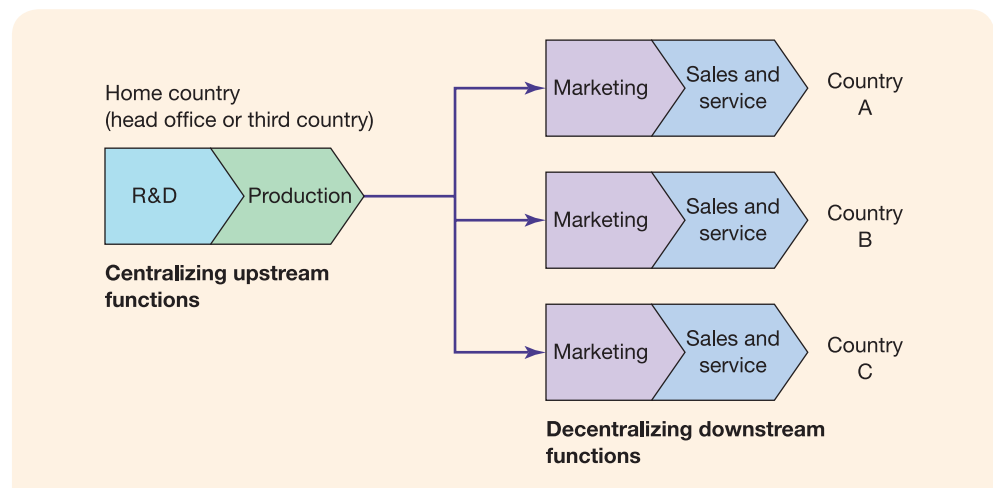 Home country
(head office or third country)
R&D
Production
Centralizing upstream
functions
Marketing
Sales and
service
Country
A
Marketing
Sales and
service
Country
B
Marketing
Sales and
service
Country
C
Decentralizing downstream
functions